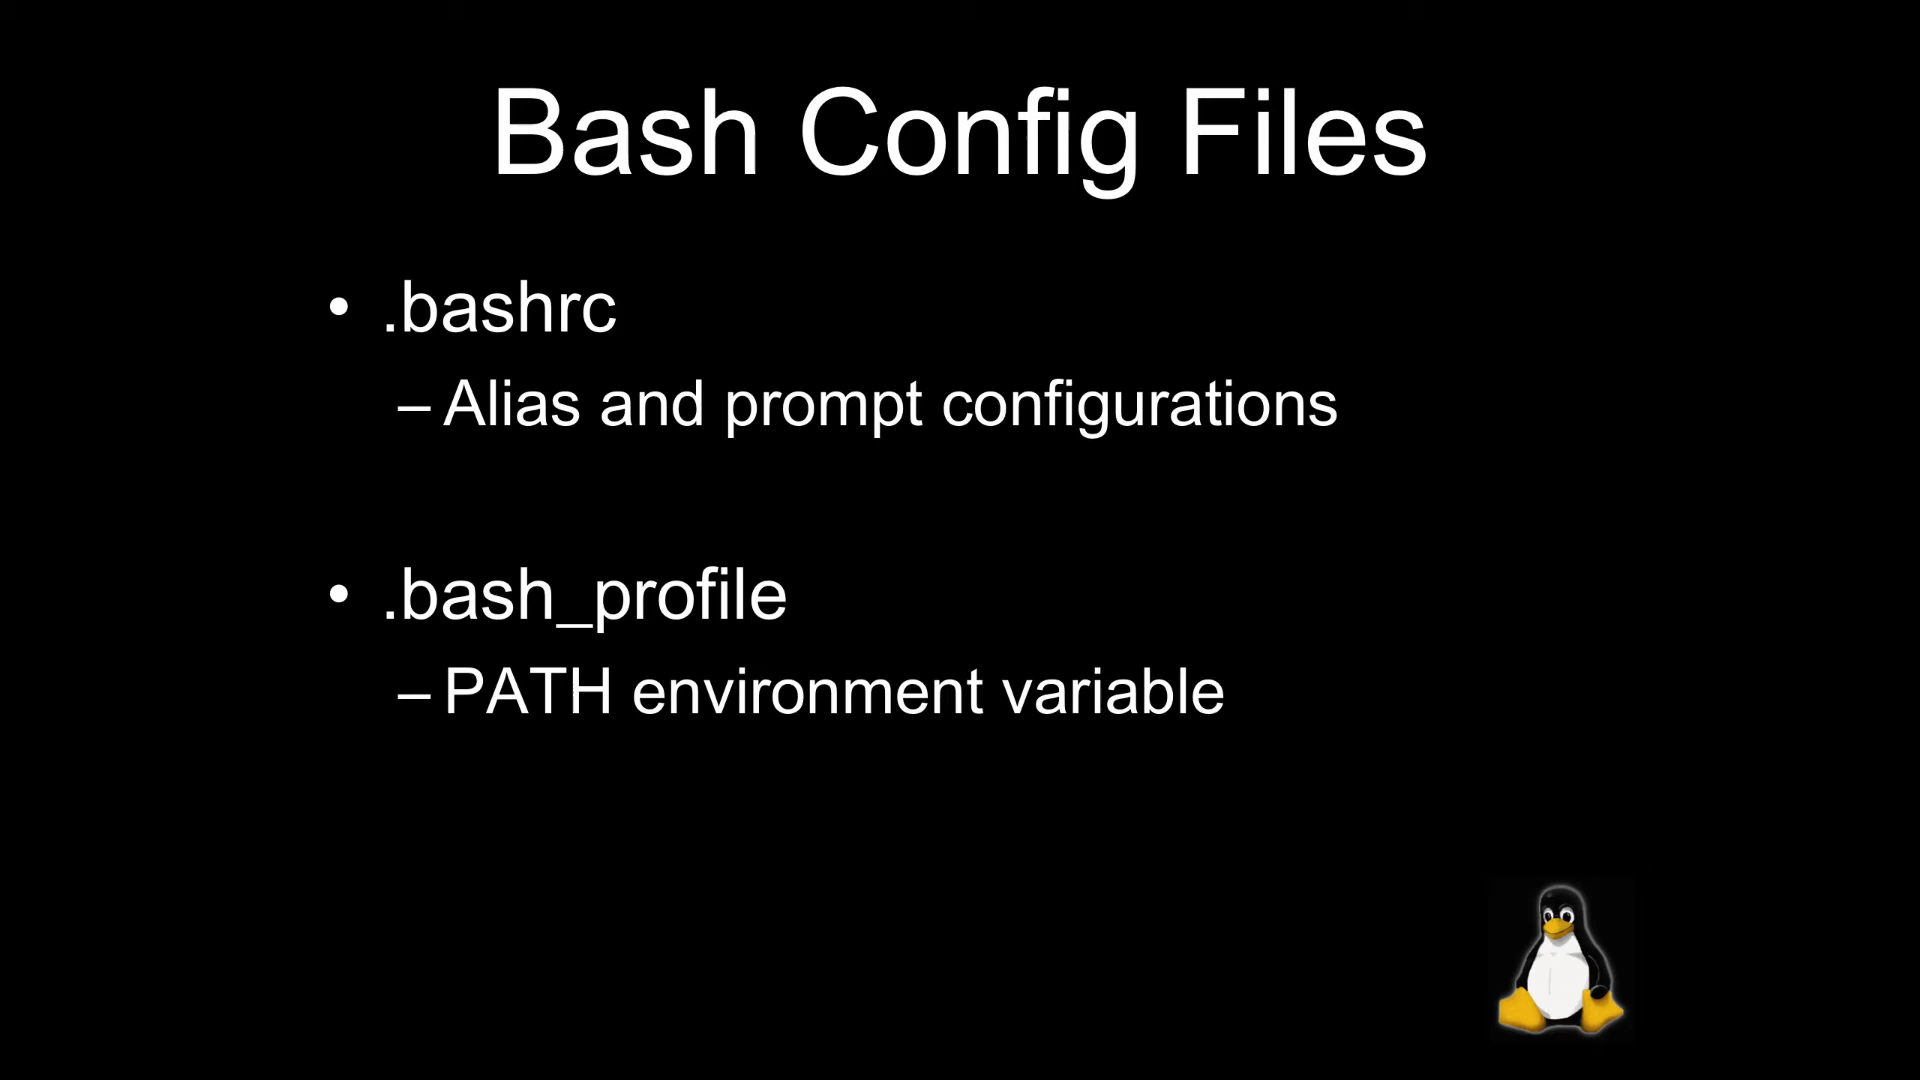 Bash Config Files
• .bashrc
– Alias and prompt configurations
• .bash_profile
– PATH environment variable